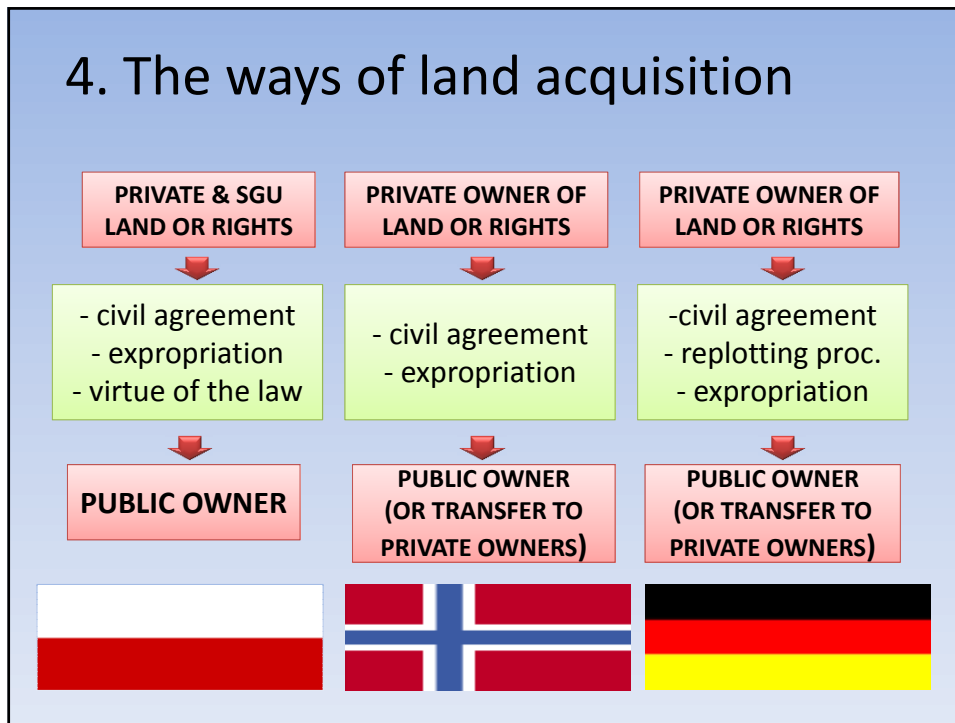 4. The ways of land acquisition
PRIVATE & SGU
LAND OR RIGHTS
- civil agreement
- expropriation
- virtue of the law
PUBLIC OWNER
PRIVATE OWNER OF
LAND OR RIGHTS
- civil agreement
- expropriation
PUBLIC OWNER
(OR TRANSFER TO
PRIVATE OWNERS)
PRIVATE OWNER OF
LAND OR RIGHTS
-civil agreement
- replotting proc.
- expropriation
PUBLIC OWNER
(OR TRANSFER TO
PRIVATE OWNERS)